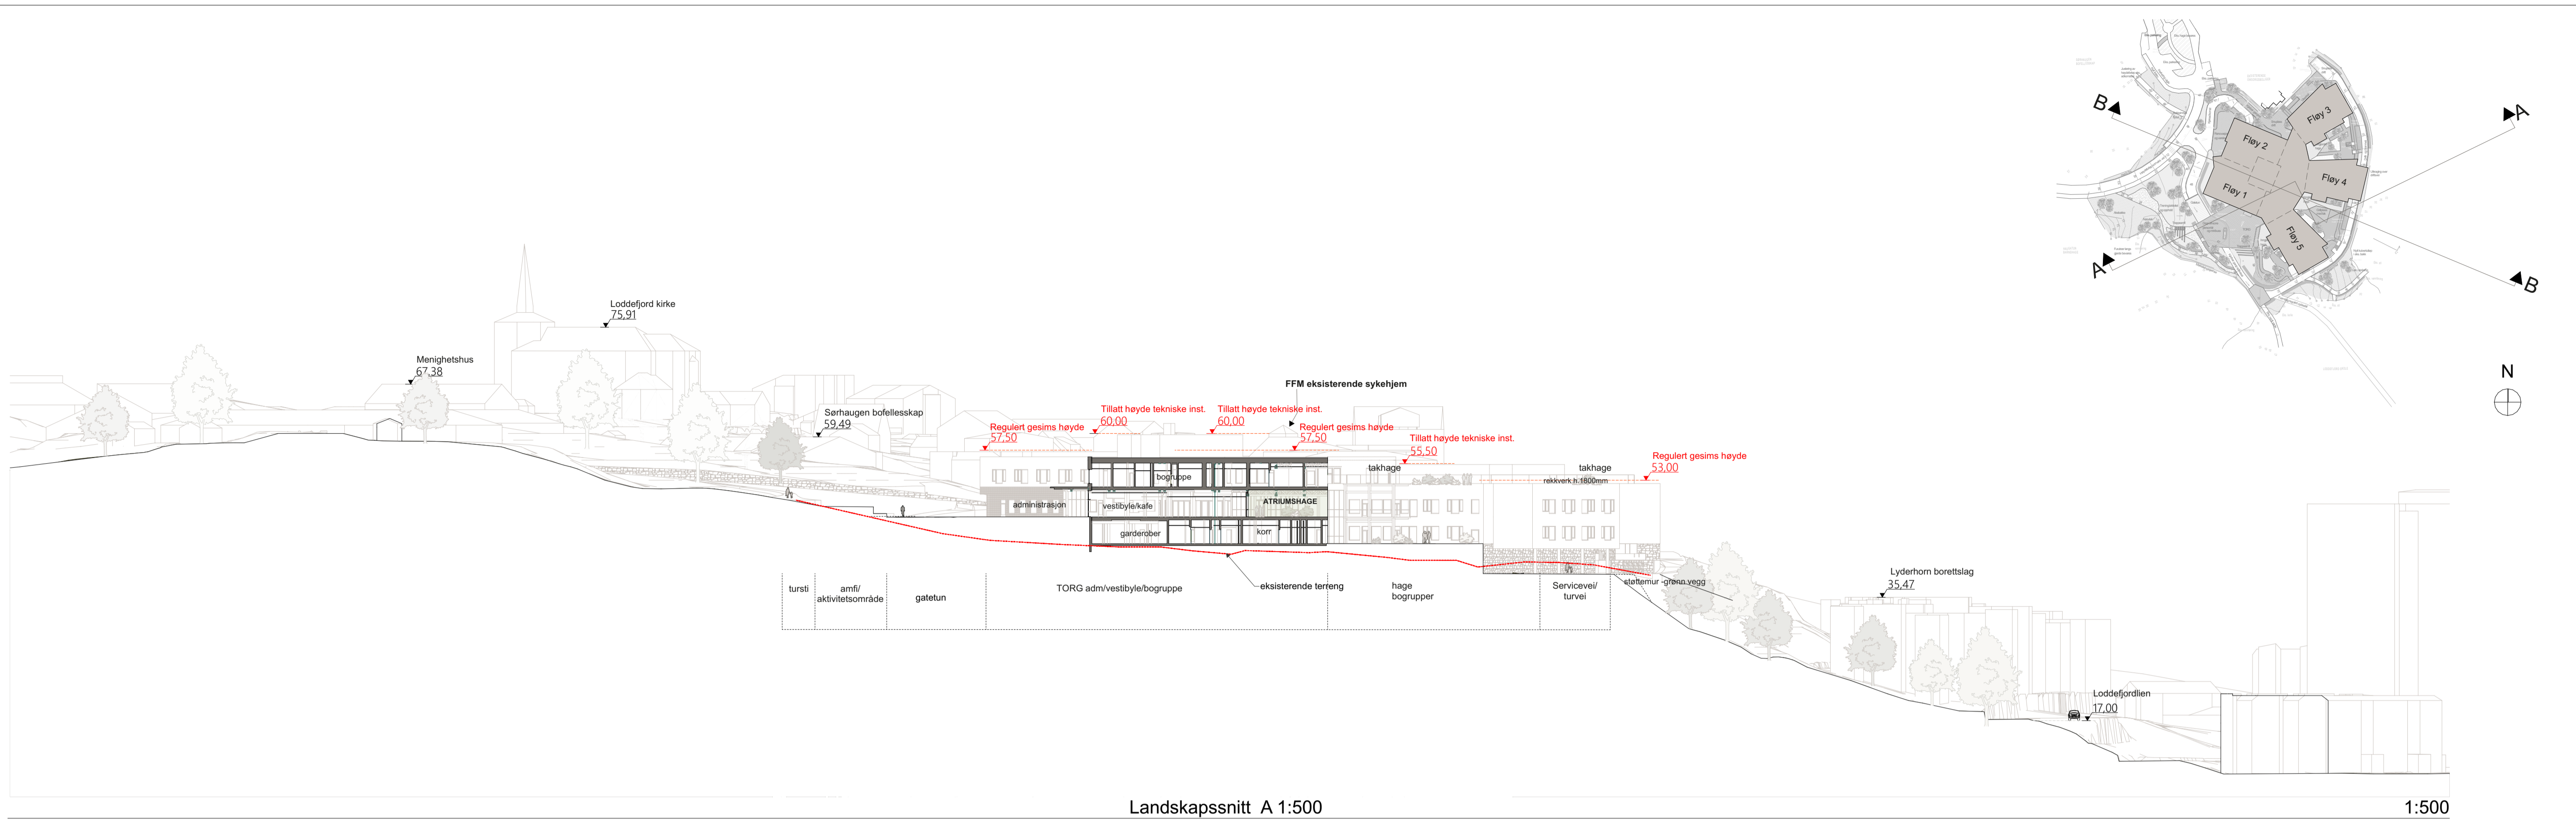 B
A
Fløy 3
Fløy 2
Fløy 4
Fløy 1
Fløy 5
A
B
N
Loddefjord kirke
75,91
Menighetshus
67,38
Sørhaugen bofellesskap
59,49
FFM eksisterende sykehjem
Tillatt høyde tekniske inst.
60,00
Tillatt høyde tekniske inst.
60,00
Regulert gesims høyde
57,50
Regulert gesims høyde
57,50
Tillatt høyde tekniske inst.
55,50
Regulert gesims høyde
53,00
takhage
takhage
rekkverk h.1800mm
bogruppe
administrasjon
vestibyle/kafe
ATRIUMSHAGE
garderober
korr
tursti
amfi/
aktivitetsområde
gatetun
TORG adm/vestibyle/bogruppe
eksisterende terreng
hage
bogrupper
Servicevei/
turvei
støttemur -grønn vegg
Lyderhorn borettslag
35,47
Loddefjordlien
17,00
Landskapssnitt A 1:500
1:500